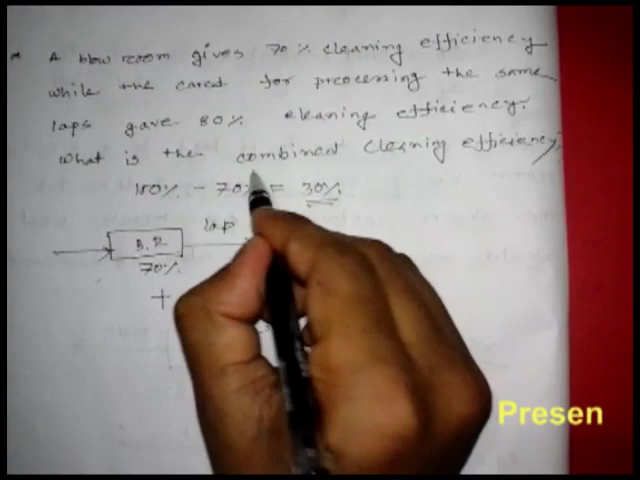 * A blow room gives 70% cleaning efficiency
while the card for processing the same
laps gave 80% cleaning efficiency.
What is the combined cleaning efficiency.
100% - 70% = 30%
lap
B.R
70%
+
Presen